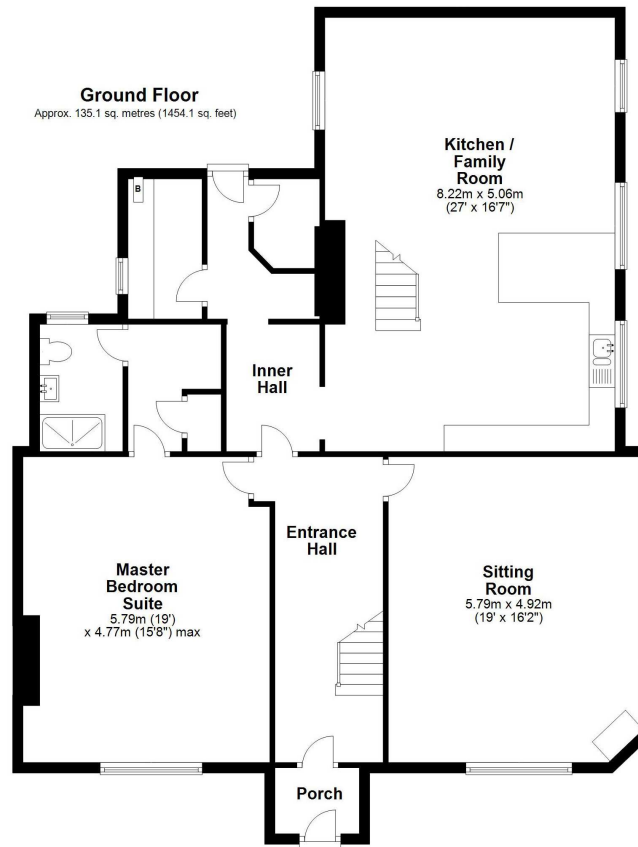 Ground Floor
Approx. 135.1 sq. metres (1454.1 sq. feet)
Kitchen /
Family
Room
8.22m x 5.06m
(27' x 16'7")
B
Inner
Hall
Entrance
Hall
Master
Bedroom
Suite
5.79m (19')
x 4.77m (15'8") max
Sitting
Room
5.79m x 4.92m
(19' x 16'2")
Porch